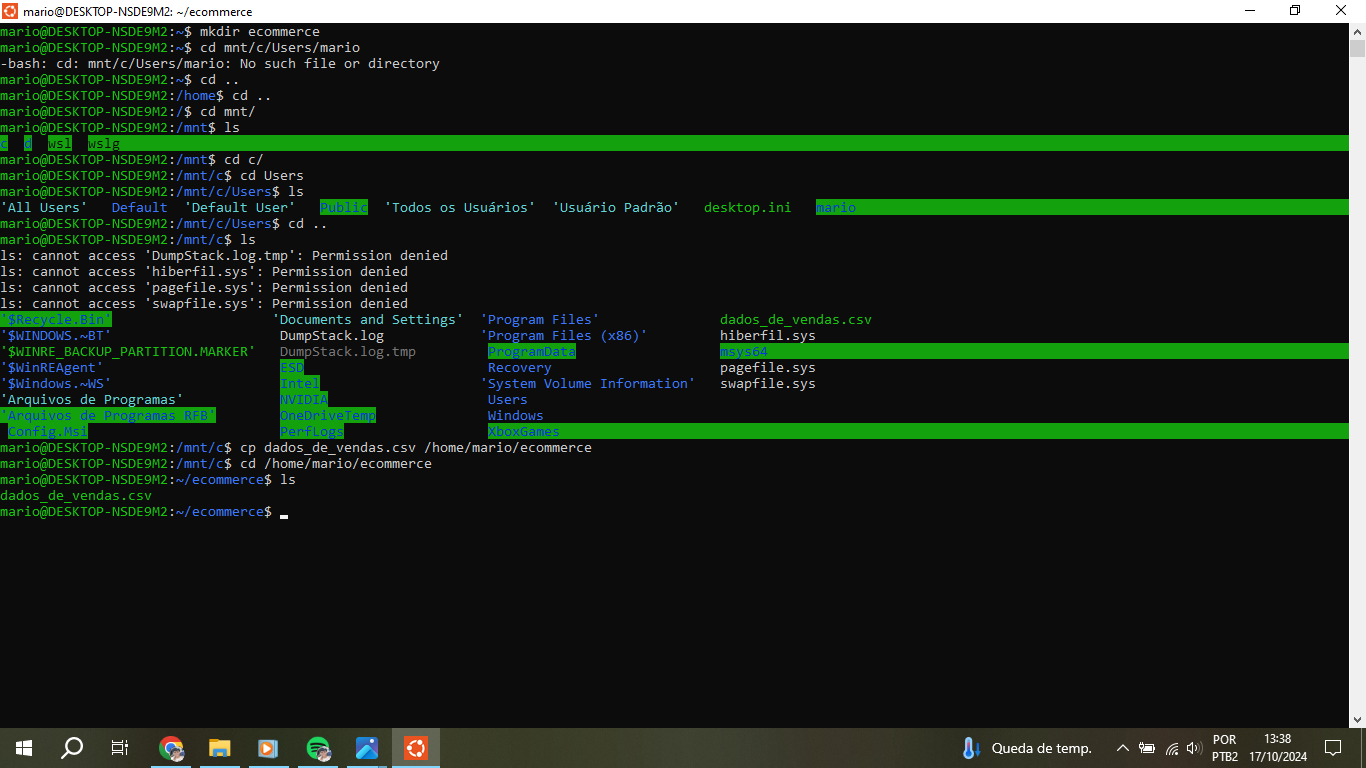 mario@DESKTOP-NSDE9M2: ~/ecommerce
mario@DESKTOP-NSDE9M2:~$ mkdir ecommerce
mario@DESKTOP-NSDE9M2:~$ cd mnt/c/Users/mario
-bash: cd: mnt/c/Users/mario: No such file or directory
mario@DESKTOP-NSDE9M2:~$ cd ..
mario@DESKTOP-NSDE9M2:/home$ cd ..
mario@DESKTOP-NSDE9M2:/$ cd mnt/
mario@DESKTOP-NSDE9M2:/mnt$ ls
c  d  wsl  wslg
mario@DESKTOP-NSDE9M2:/mnt$ cd c/
mario@DESKTOP-NSDE9M2:/mnt/c$ cd Users
mario@DESKTOP-NSDE9M2:/mnt/c/Users$ ls
'All Users'   Default  'Default User'   Public  'Todos os Usuários'  'Usuário Padrão'   desktop.ini   mario
mario@DESKTOP-NSDE9M2:/mnt/c/Users$ cd ..
mario@DESKTOP-NSDE9M2:/mnt/c$ ls
ls: cannot access 'DumpStack.log.tmp': Permission denied
ls: cannot access 'hiberfil.sys': Permission denied
ls: cannot access 'pagefile.sys': Permission denied
ls: cannot access 'swapfile.sys': Permission denied
'$Recycle.Bin'                    'Documents and Settings'  'Program Files'               dados_de_vendas.csv
'$WINDOWS.~BT'                     DumpStack.log            'Program Files (x86)'         hiberfil.sys
'$WINRE_BACKUP_PARTITION.MARKER'   DumpStack.log.tmp         ProgramData                  msys64
'$WinREAgent'                      ESD                       Recovery                     pagefile.sys
'$Windows.~WS'                     Intel                    'System Volume Information'   swapfile.sys
'Arquivos de Programas'            NVIDIA                    Users
'Arquivos de Programas RFB'        OneDriveTemp              Windows
 Config.Msi                        PerfLogs                  XboxGames
mario@DESKTOP-NSDE9M2:/mnt/c$ cp dados_de_vendas.csv /home/mario/ecommerce
mario@DESKTOP-NSDE9M2:/mnt/c$ cd /home/mario/ecommerce
mario@DESKTOP-NSDE9M2:~/ecommerce$ ls
dados_de_vendas.csv
mario@DESKTOP-NSDE9M2:~/ecommerce$
Queda de temp.
POR
PTB2
13:38
17/10/2024